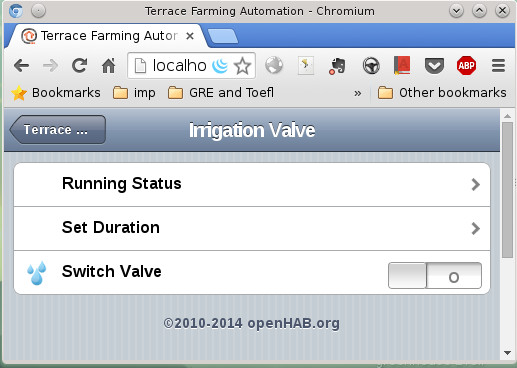 Terrace Farming Automation - Chromium
Terrace Farming Autor
localho
ABP
Bookmarks imp GRE and Toefl » Other bookmarks
Terrace ...
Irrigation Valve
Running Status
Set Duration
Switch Valve
©2010-2014 openHAB.org